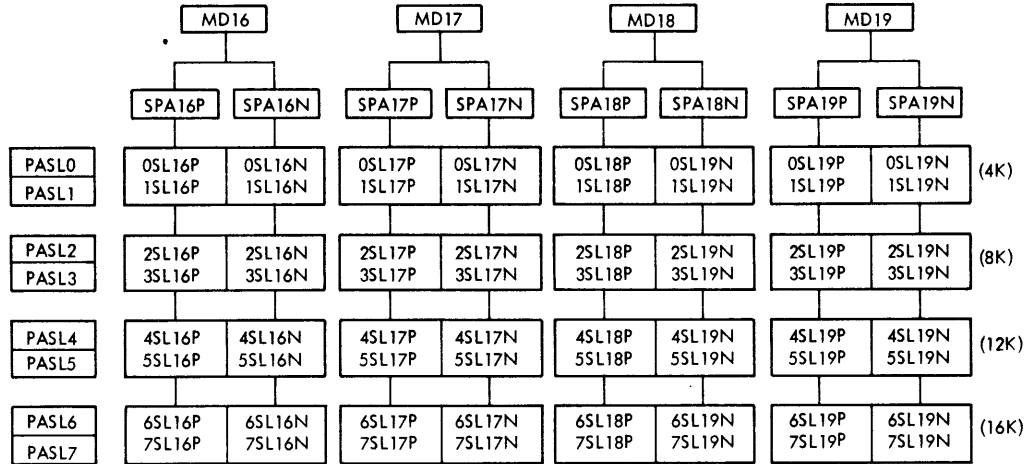 MD16 MD17 MD18 MD19
SPA16P SPA16N SPA17P SPA17N SPA18P SPA18N SPA19P SPA19N
PASL0 0SL16P 0SL16N 0SL17P 0SL17N 0SL18P 0SL19N 0SL19P 0SL19N (4K)
PASL1 1SL16P 1SL16N 1SL17P 1SL17N 1SL18P 1SL19N 1SL19P 1SL19N
PASL2 2SL16P 2SL16N 2SL17P 2SL17N 2SL18P 2SL19N 2SL19P 2SL19N (8K)
PASL3 3SL16P 3SL16N 3SL17P 3SL17N 3SL18P 3SL19N 3SL19P 3SL19N
PASL4 4SL16P 4SL16N 4SL17P 4SL17N 4SL18P 4SL19N 4SL19P 4SL19N (12K)
PASL5 5SL16P 5SL16N 5SL17P 5SL17N 5SL18P 5SL19N 5SL19P 5SL19N
PASL6 6SL16P 6SL16N 6SL17P 6SL17N 6SL18P 6SL19N 6SL19P 6SL19N (16K)
PASL7 7SL16P 7SL16N 7SL17P 7SL17N 7SL18P 7SL19N 7SL19P 7SL19N